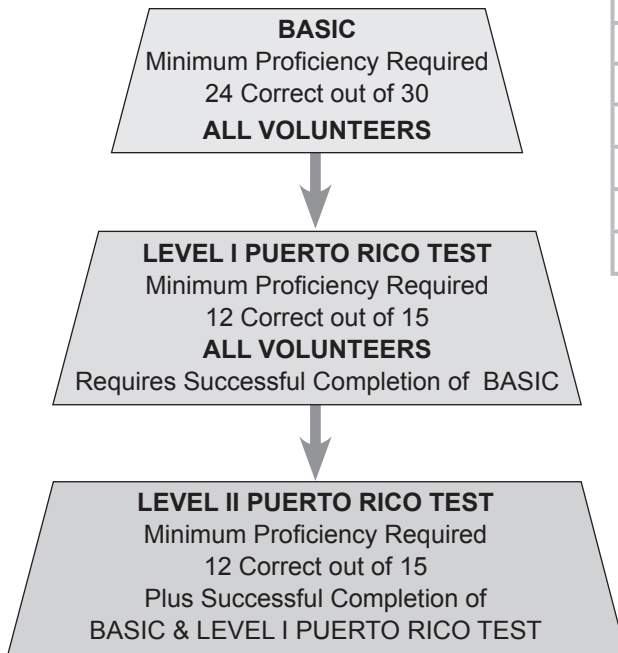 BASIC
Minimum Proficiency Required
24 Correct out of 30
ALL VOLUNTEERS
LEVEL I PUERTO RICO TEST
Minimum Proficiency Required
12 Correct out of 15
ALL VOLUNTEERS
Requires Successful Completion of BASIC
LEVEL II PUERTO RICO TEST
Minimum Proficiency Required
12 Correct out of 15
Plus Successful Completion of
BASIC & LEVEL I PUERTO RICO TEST